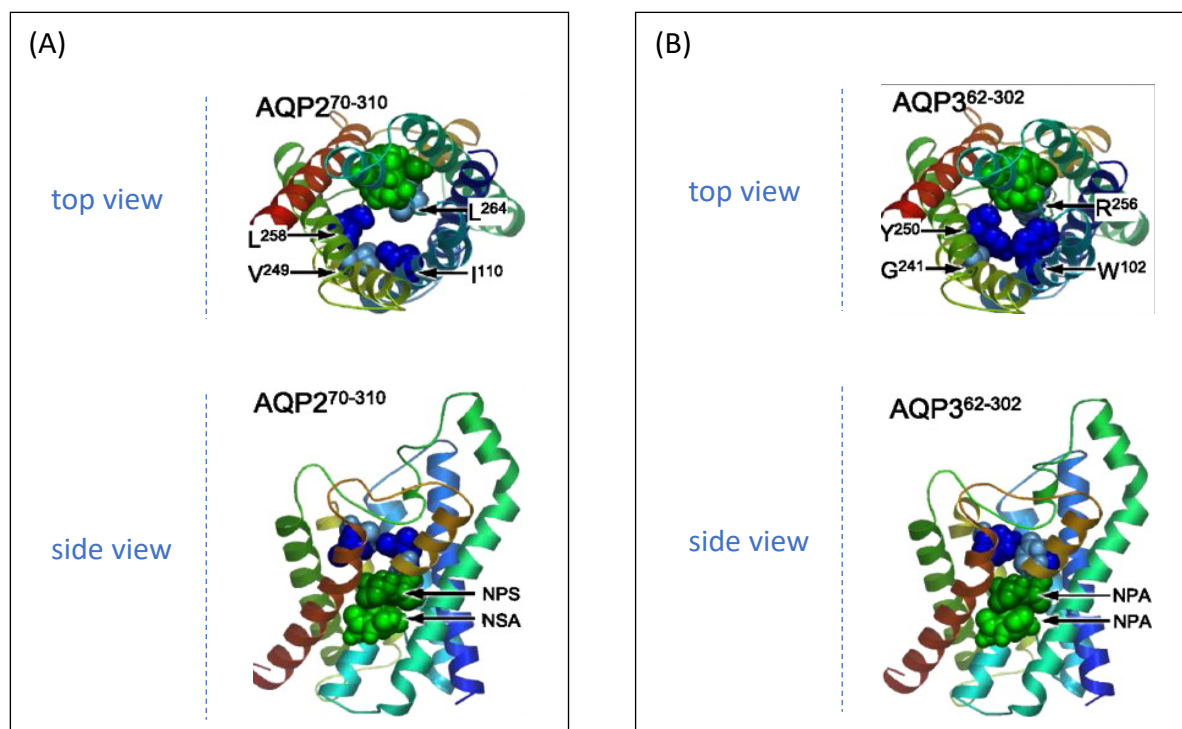 (A)
top view
AQP2⁷⁰⁻³¹⁰
L²⁶⁴
L²⁵⁸
V²⁴⁹
I¹¹⁰
side view
AQP2⁷⁰⁻³¹⁰
NPS
NSA
(B)
top view
AQP3⁶²⁻³⁰²
R²⁵⁶
Y²⁵⁰
G²⁴¹
W¹⁰²
side view
AQP3⁶²⁻³⁰²
NPA
NPA